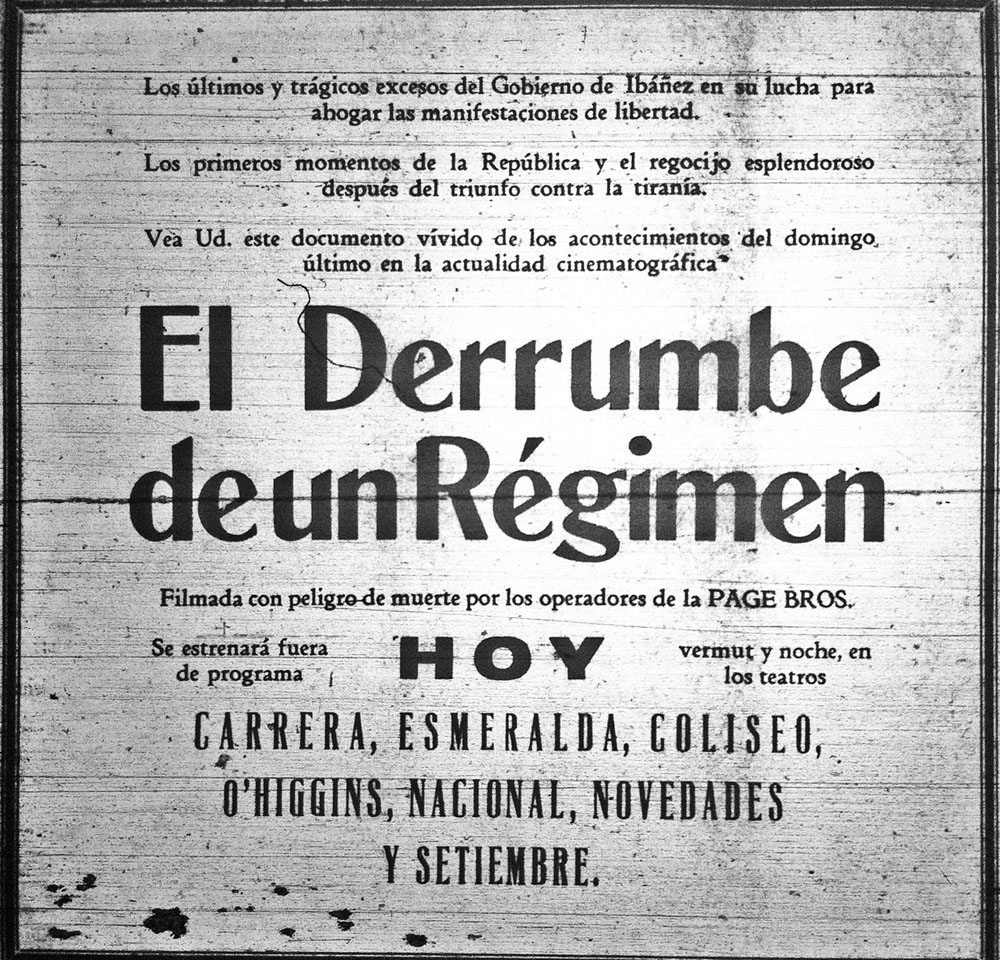 Los últimos y trágicos excesos del Gobierno de Ibáñez en su lucha para
ahogar las manifestaciones de libertad.
Los primeros momentos de la República y el regocijo esplendoroso
después del triunfo contra la tiranía.
Vea Ud. este documento vívido de los acontecimientos del domingo
último en la actualidad cinematográfica
El Derrumbe
de un Régimen
Filmada con peligro de muerte por los operadores de la PAGE BROS.
Se estrenará fuera
de programa
HOY
vermut y noche, en
los teatros
CARRERA, ESMERALDA, COLISEO,
O'HIGGINS, NACIONAL, NOVEDADES
Y SETIEMBRE.